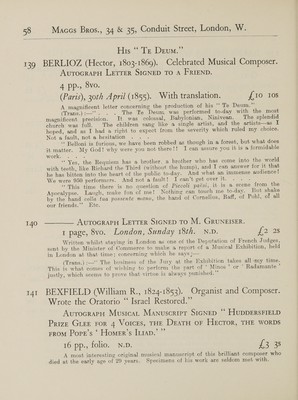 58 Maggs Bros., 34 & 35, Conduit Street, London, W.
His "Te Deum."
139 BERLIOZ (Hector, 1803-1869). Celebrated Musical Composer.
Autograph Letter Signed to a Friend.
4 pp., 8vo.
(Paris), 30th April (1855). With translation. £10 10s
A magnificent letter concerning the production of his "Te Deum."
(Trans.):—" . . . The Te Deum was performed to-day with the most
magnificent precision. It was colossal, Babylonian, Ninivean. The splendid
church was full. The children sang like a single artist, and the artists—as I
hoped, and as I had a right to expect from the severity which ruled my choice.
Not a fault, not a hesitation . . .
" Belloni is furious, we have been robbed as though in a forest, but what does
it matter. My God! why were you not there!! I can assure you it is a formidable
work.
" Yes, the Requiem has a brother, a brother who has come into the world
with teeth, like Richard the Third (without the hump), and I can answer for it that
he has bitten into the heart of the public to-day. And what an immense audience!
We were 950 performers. And not a fault! I can't get over it. . . .
" This time there is no question of Piccoli paisi, it is a scene from the
Apocalypse. Laugh, make fun of me! Nothing can touch me to-day. But shake
by the hand all our
our friends." Etc.
140 ——— Autograph Letter Signed to M. Gruneiser.
1 page, 8vo. London, Sunday 18th. N.D. £2 2s
Written whilst staying in London as one of the Deputation of French Judges,
sent by the Minister of Commerce to make a report of a Musical Exhibition, held
in London at that time; concerning which he says:—
(Trans.):—" The business of the Jury at the Exhibition takes all my time.
This is what comes of wishing to perform the part of ' Minos ' or ' Radamante '
justly, which seems to prove that virtue is always punished."
141 BEXFIELD (William R., 1824-1853). Organist and Composer.
Wrote the Oratorio "Israel Restored."
Autograph Musical Manuscript Signed "Huddersfield
Prize Glee for 4 Voices, the Death of Hector, the words
from Pope's 'Homer's Iliad.' "
16 pp., folio. N.D. £3 3s
A most interesting original musical manuscript of this brilliant composer who
died at the early age of 29 years. Specimens of his work are seldom met with.